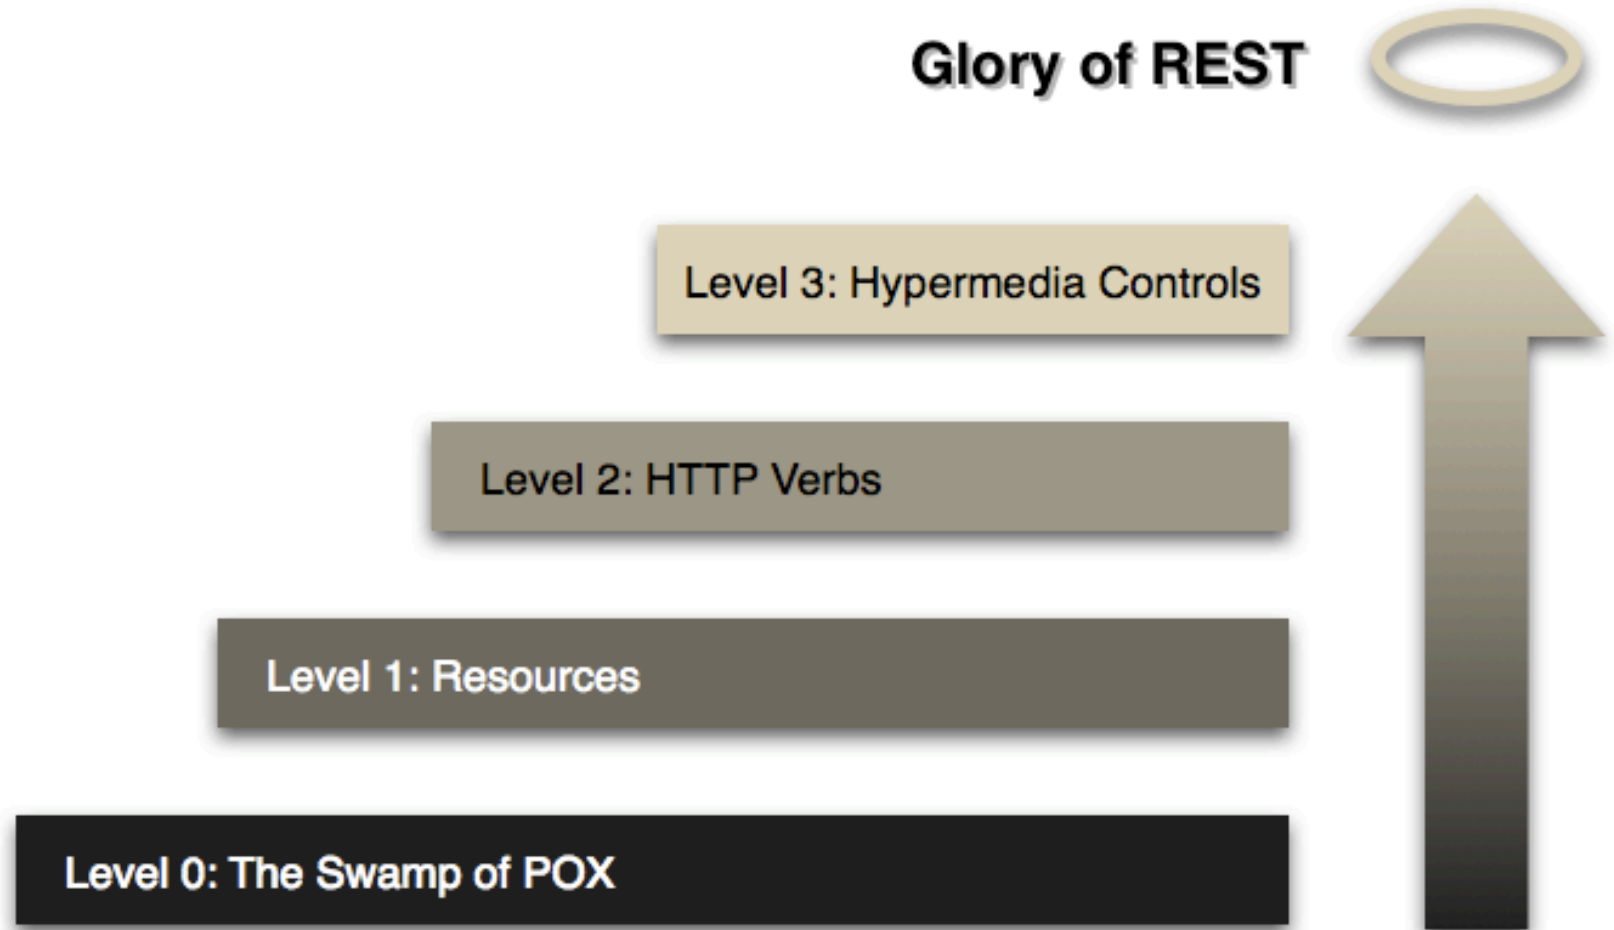 Glory of REST
Level 3: Hypermedia Controls
Level 2: HTTP Verbs
Level 1: Resources
Level 0: The Swamp of POX